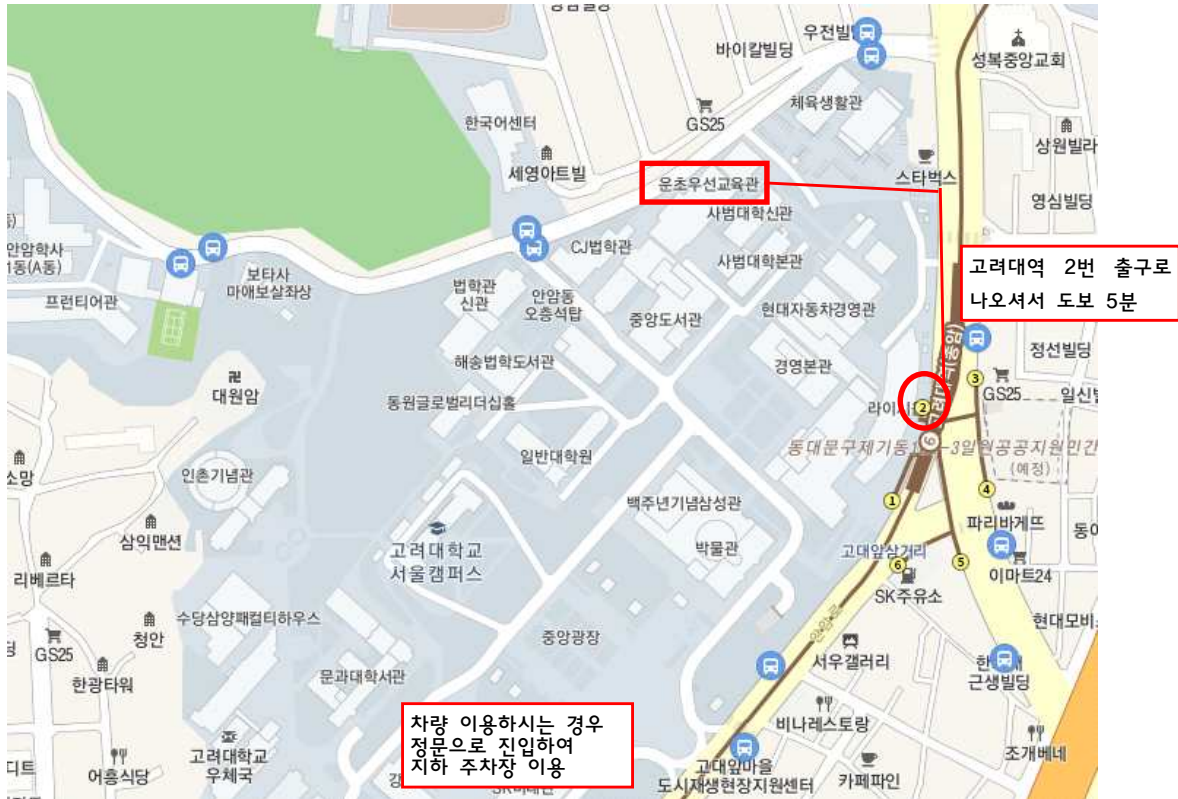 우전빌
바이칼빌딩
성복중앙교회
체육생활관
GS25
한국어센터
상원빌라
세영아트빌
스타벅스
운초우선교육관
영심빌딩
사범대학신관
CJ법학관
안암학사
1동(A동)
사범대학본관
고려대역 2번 출구로
나오셔서 도보 5분
보타사
마애보살좌상
프런티어관
법학관
신관
안암동
오층석탑
중앙도서관
현대자동차경영관
정선빌딩
해송법학도서관
경영본관
대원암
3
GS25
동원글로벌리더십홀
2
6
(예정)
일반대학원
소망
인촌기념관
백주년기념삼성관
1
4
파리바게뜨
삼익맨션
고려대학교
서울캠퍼스
박물관
고대앞삼거리
6
5
이마트24
리베르타
SK주유소
수당삼양패컬티하우스
청안
중앙광장
안암로
GS25
서우갤러리
한광타워
문과대학서관
근생빌딩
차량 이용하시는 경우
정문으로 진입하여
지하 주차장 이용
비나레스토랑
고려대학교
우체국
조개베네
어흥식당
고대앞마을
도시재생현장지원센터
카페파인